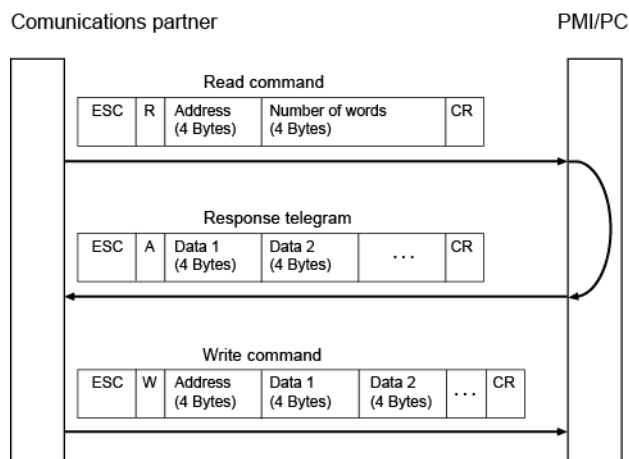 Comunications partner PMI/PC
Read command
ESC R Address Number of words CR
(4 Bytes) (4 Bytes)
Response telegram
ESC A Data 1 Data 2 ... CR
(4 Bytes) (4 Bytes)
Write command
ESC W Address Data 1 Data 2 ... CR
(4 Bytes) (4 Bytes) (4 Bytes)